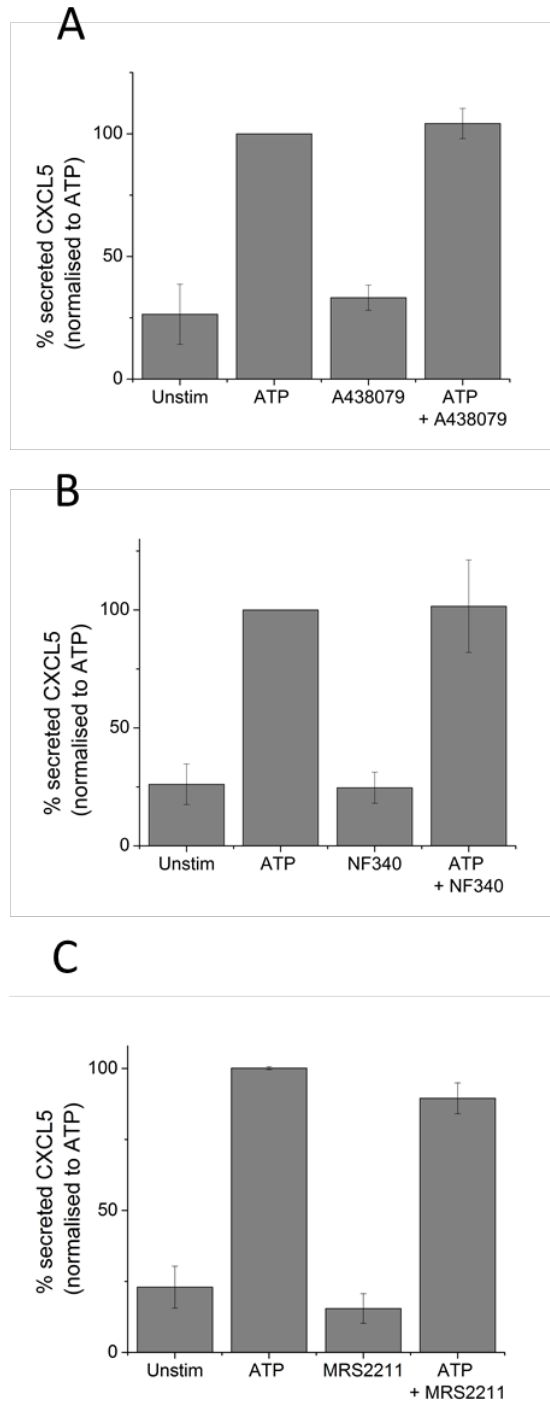 A
% secreted CXCL5
(normalised to ATP)
100
50
0
Unstim ATP A438079 ATP
+ A438079
B
% secreted CXCL5
(normalised to ATP)
100
50
0
Unstim ATP NF340 ATP
+ NF340
C
% secreted CXCL5
(normalised to ATP)
100
50
0
Unstim ATP MRS2211 ATP
+ MRS2211